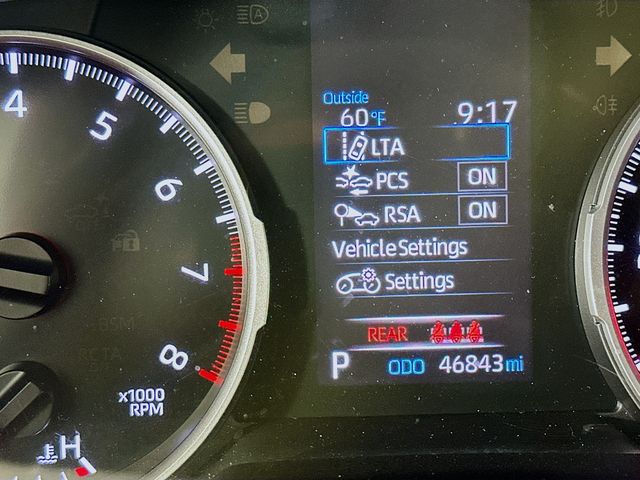 Outside
60°F 9:17
LTA
PCS ON
RSA ON
Vehicle Settings
Settings
REAR
P ODO 46843 mi
4
5
6
7
8
x1000
RPM
H
BSM
A